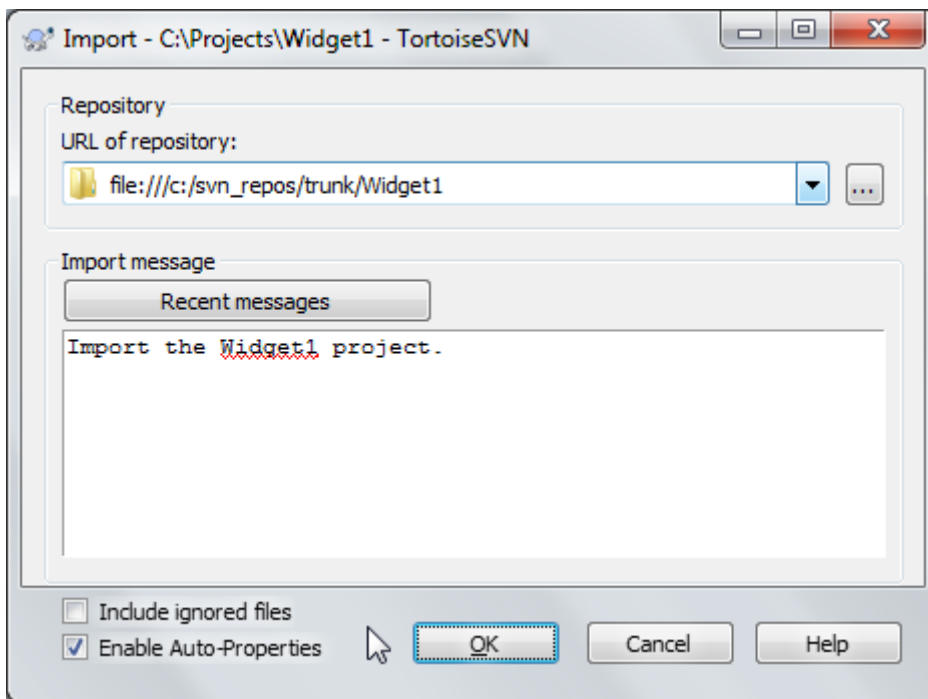 Import - C:\Projects\Widget1 - TortoiseSVN
Repository
URL of repository:
file:///c:/svn_repos/trunk/Widget1
...
Import message
Recent messages
Import the Widget1 project.
Include ignored files
Enable Auto-Properties
OK
Cancel
Help